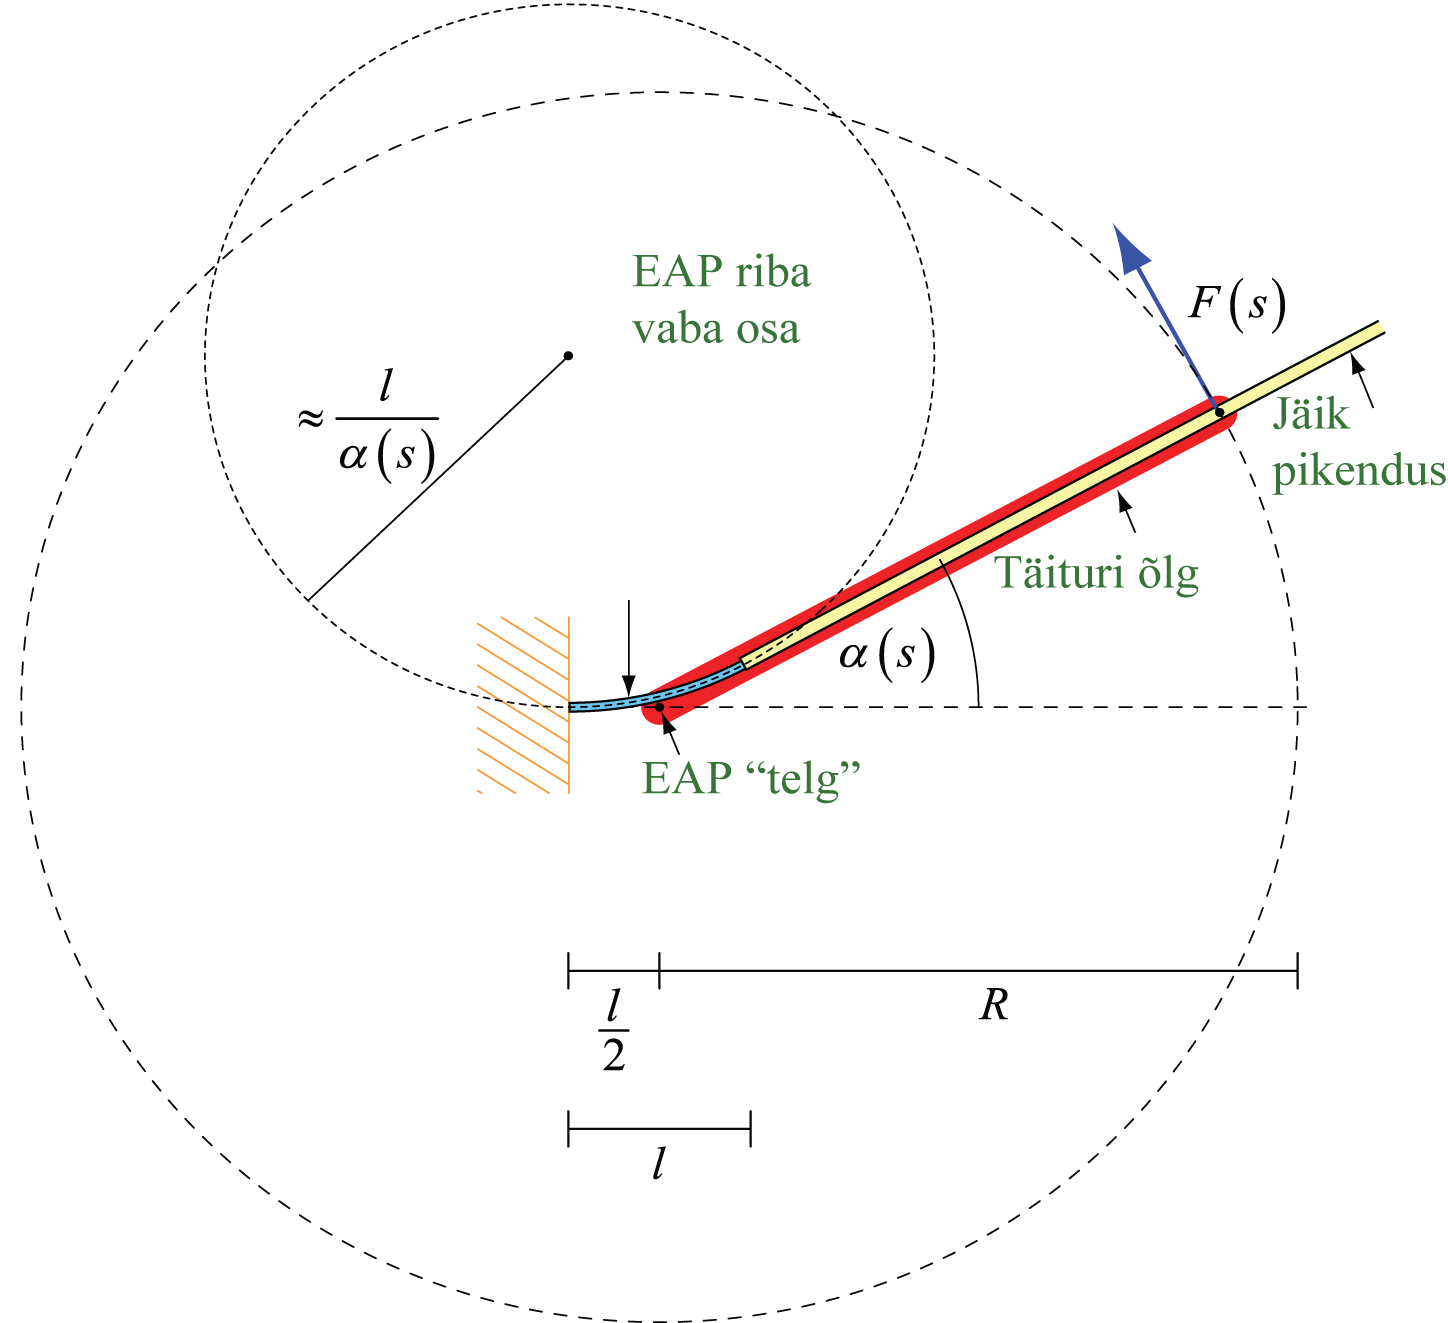 EAP riba
vaba osa
≈ l/α(s)
F(s)
Jäik
pikendus
Täituri õlg
α(s)
EAP “telg”
l/2
R
l